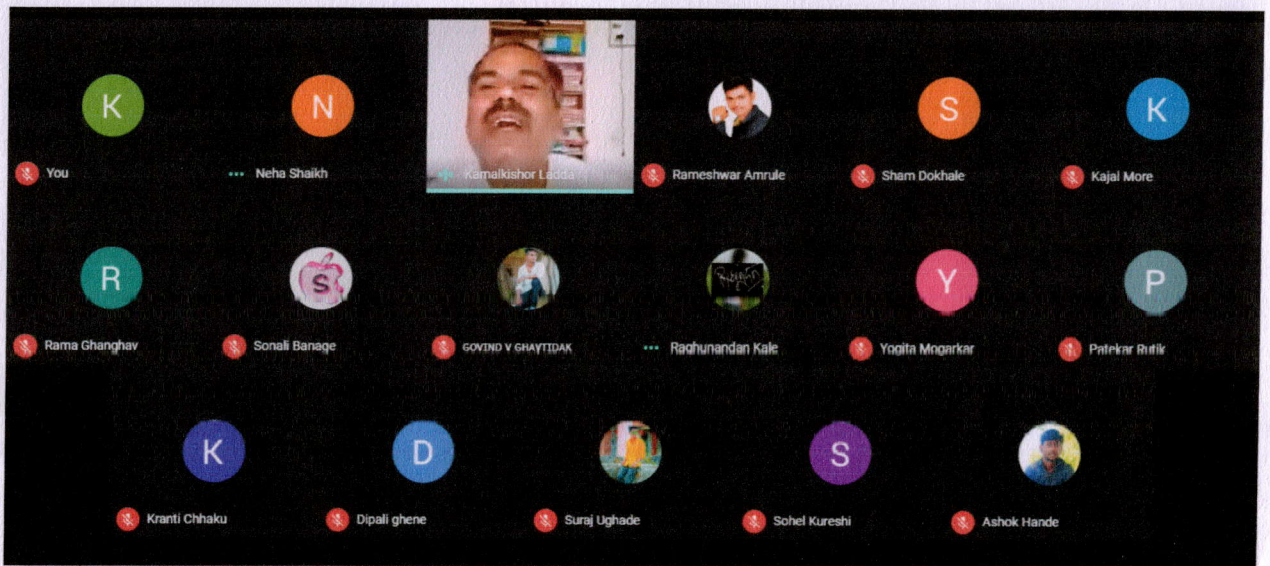 K N S K
You Neha Shaikh Kamalkishor Ladda Rameshwar Amrule Sham Dokhale Kajal More
R S Y P
Rama Ghanghav Sonali Banage GOVIND V GHAYTIDAK Raghunandan Kale Yogita Mogarkar Patekar Rutik
K D S
Kranti Chhaku Dipali ghene Suraj Ughade Sohel Kureshi Ashok Hande